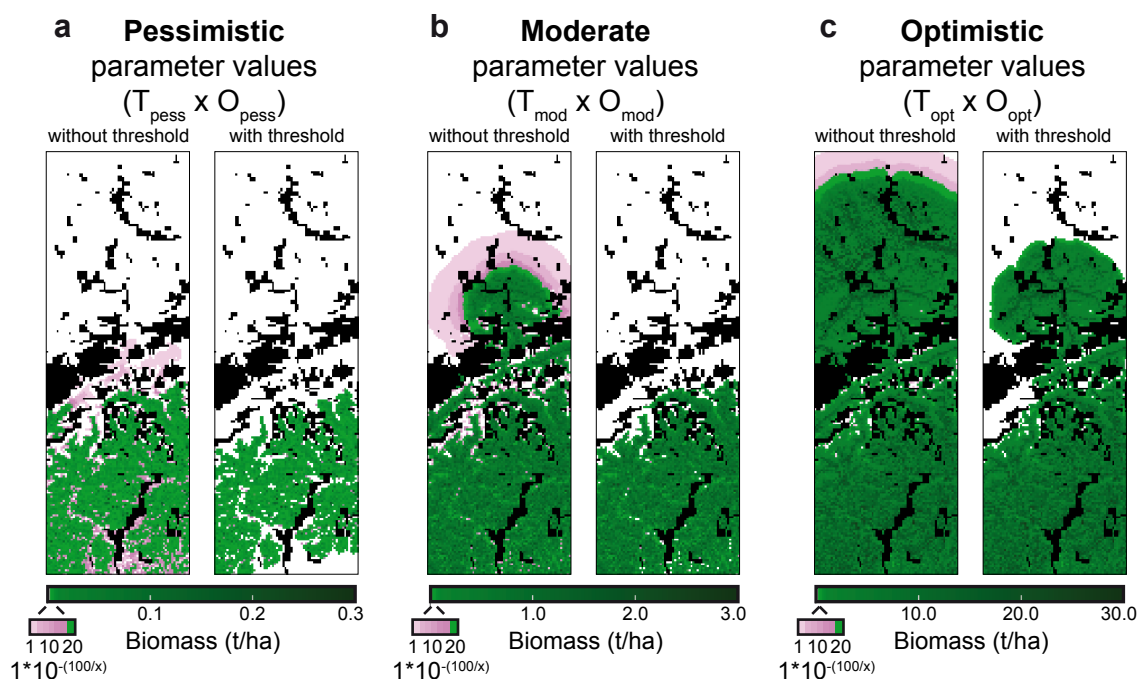 a Pessimistic
parameter values
(T_pess x O_pess)
without threshold with threshold
b Moderate
parameter values
(T_mod x O_mod)
without threshold with threshold
c Optimistic
parameter values
(T_opt x O_opt)
without threshold with threshold
0.1 0.2 0.3
Biomass (t/ha)
1 10 20
1*10^-(100/x)
1.0 2.0 3.0
Biomass (t/ha)
1 10 20
1*10^-(100/x)
10.0 20.0 30.0
Biomass (t/ha)
1 10 20
1*10^-(100/x)